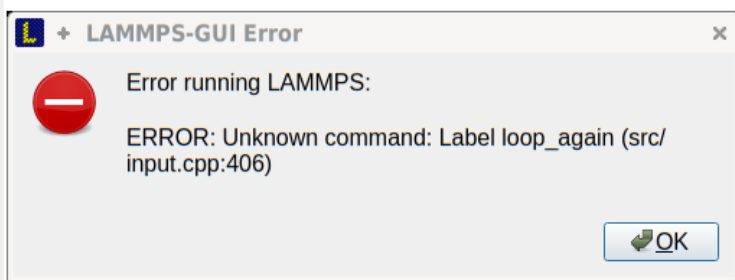 LAMMPS-GUI Error
Error running LAMMPS:
ERROR: Unknown command: Label loop_again (src/
input.cpp:406)
OK